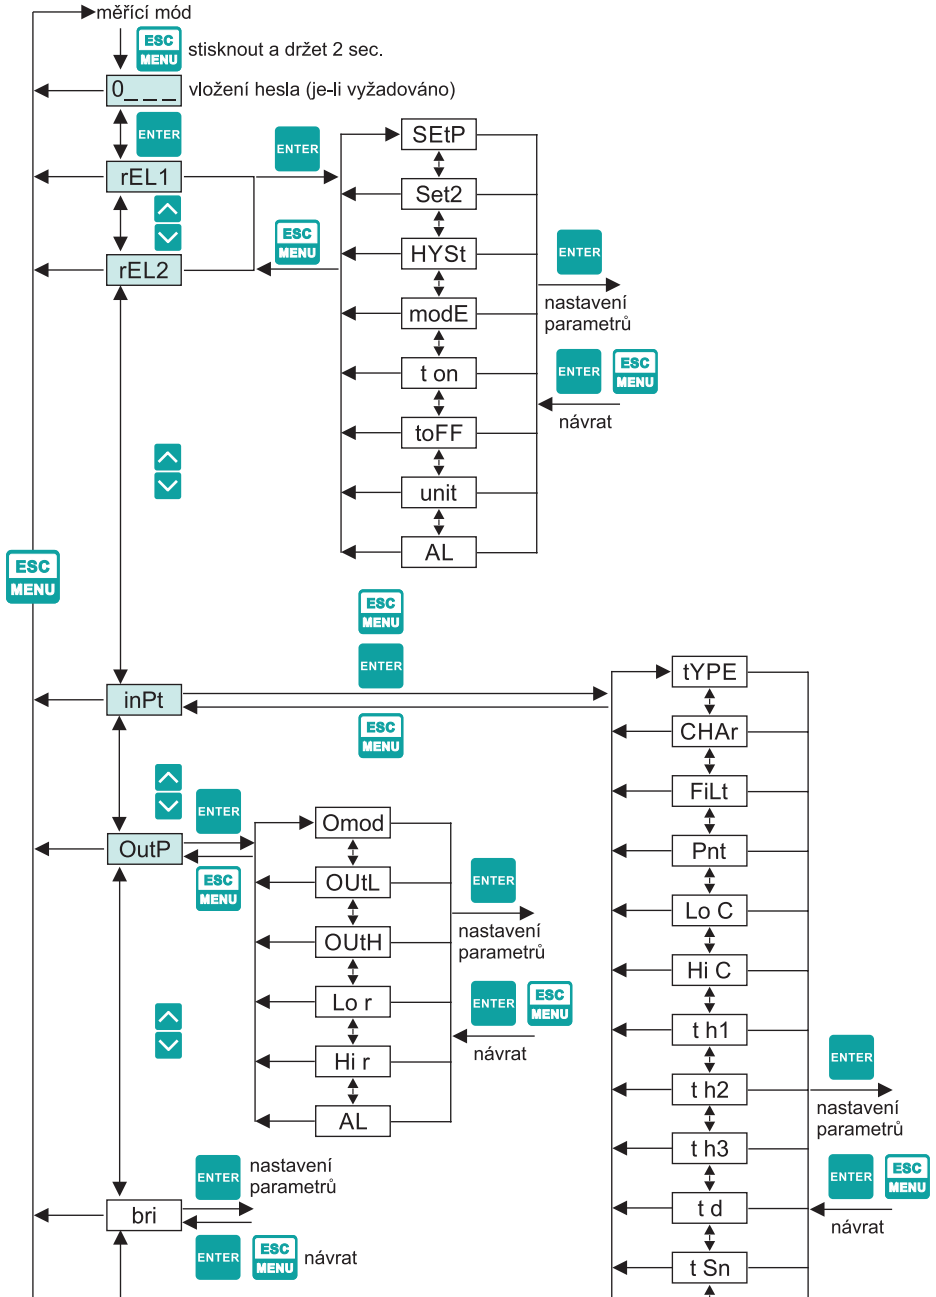 měřící mód
ESC
MENU
stisknout a držet 2 sec.
0_ _ _
vložení hesla (je-li vyžadováno)
ENTER
rEL1
rEL2
ENTER
ESC
MENU
SEtP
Set2
HYSt
modE
t on
toFF
unit
AL
ENTER
nastavení
parametrů
ENTER
ESC
MENU
návrat
ESC
MENU
ESC
MENU
ENTER
ESC
MENU
inPt
tYPE
CHAr
FiLt
Pnt
Lo C
Hi C
t h1
t h2
t h3
t d
t Sn
ENTER
nastavení
parametrů
ENTER
ESC
MENU
návrat
OutP
ENTER
ESC
MENU
Omod
OUtL
OUtH
Lo r
Hi r
AL
ENTER
nastavení
parametrů
ENTER
ESC
MENU
návrat
bri
ENTER
nastavení
parametrů
ENTER
ESC
MENU
návrat